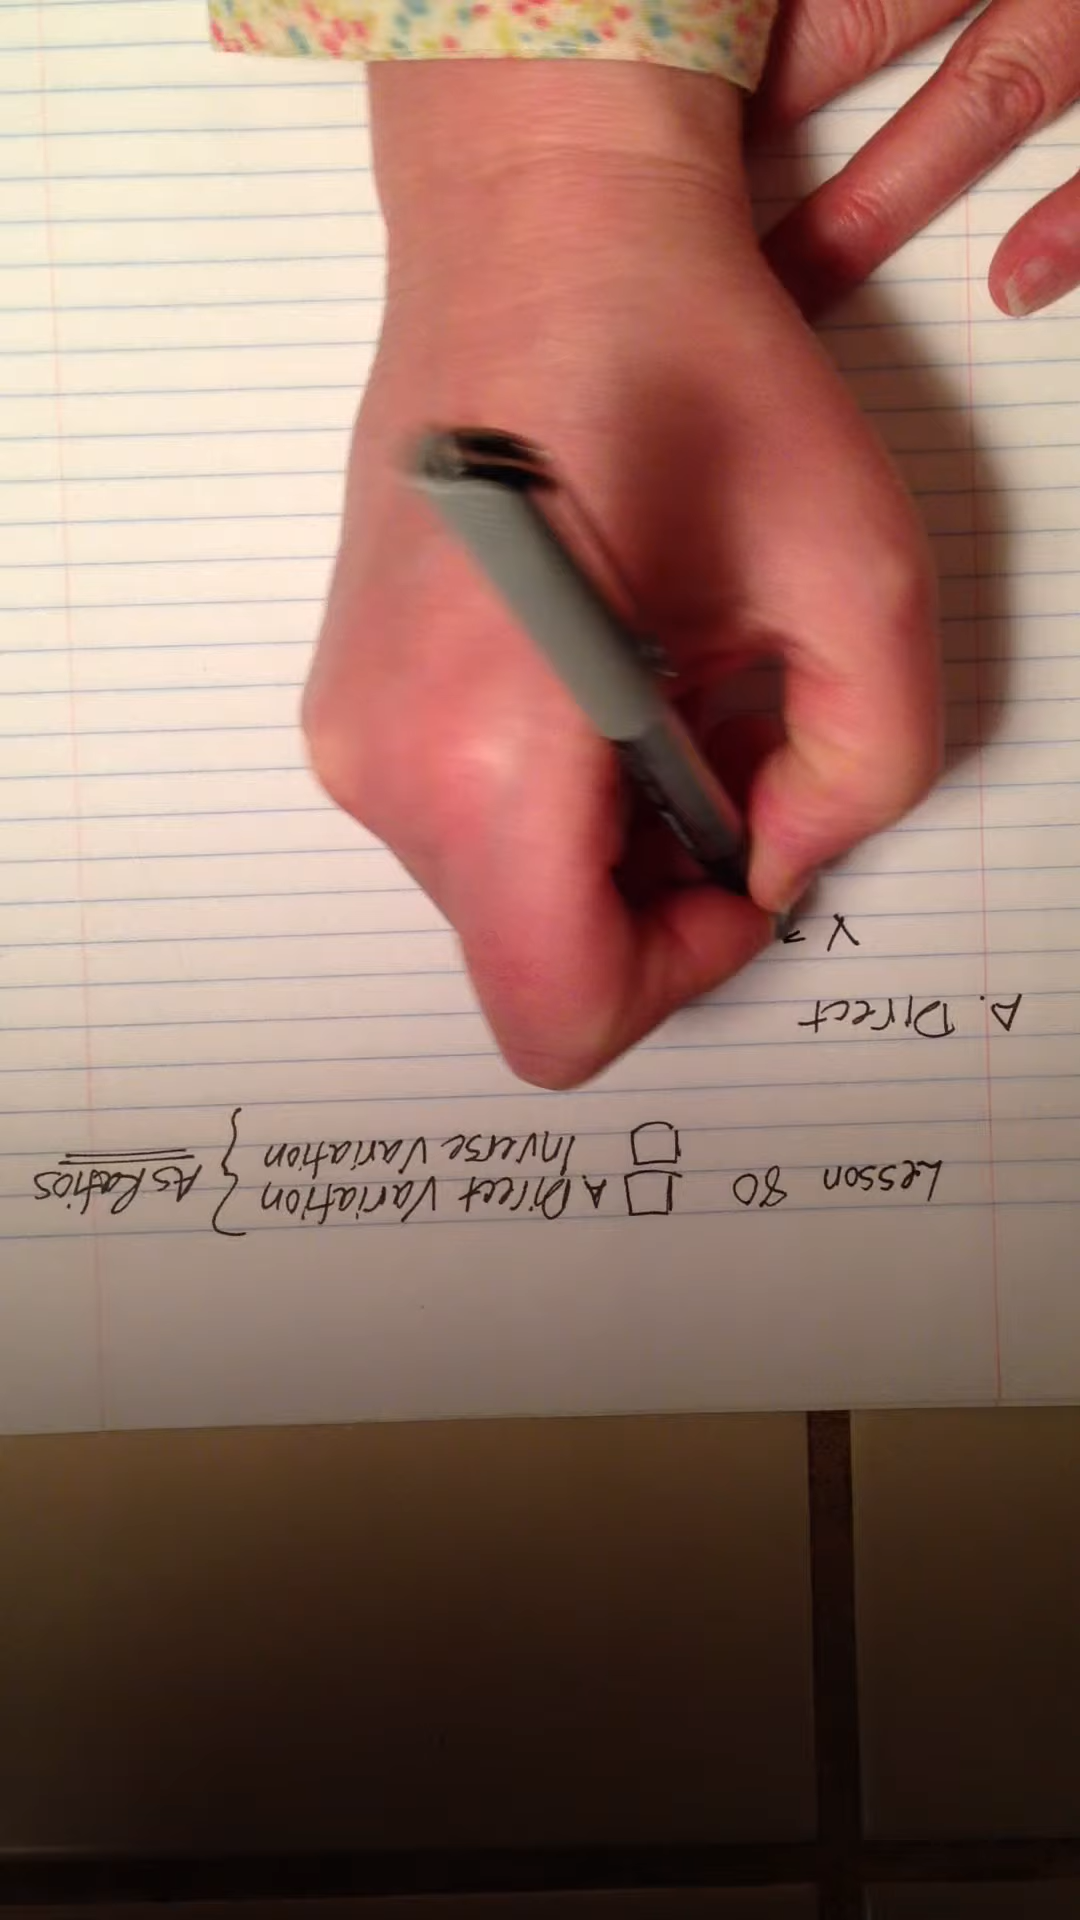 Lesson 80 □ A Direct Variation } As Ratios
□ Inverse Variation
A. Direct
Y =